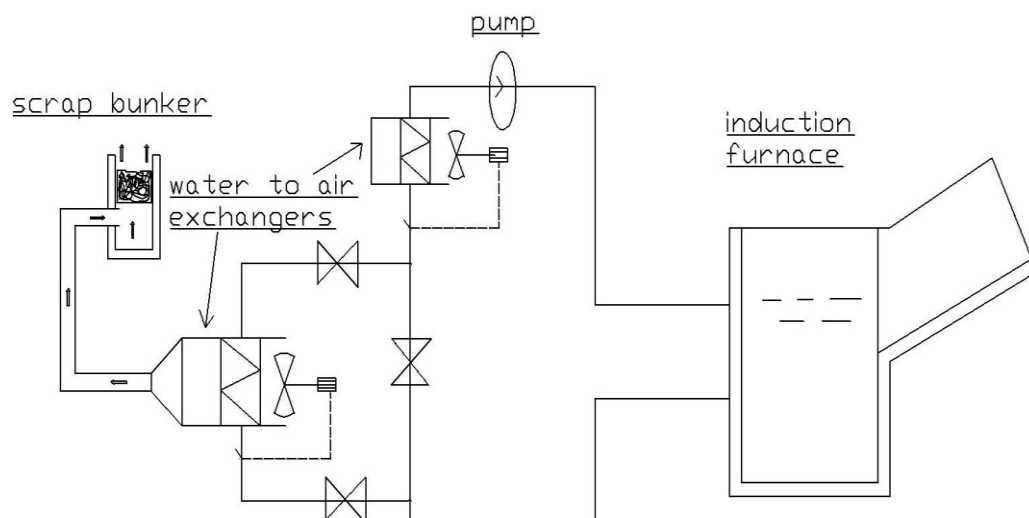 pump
scrap bunker
induction
furnace
water to air
exchangers